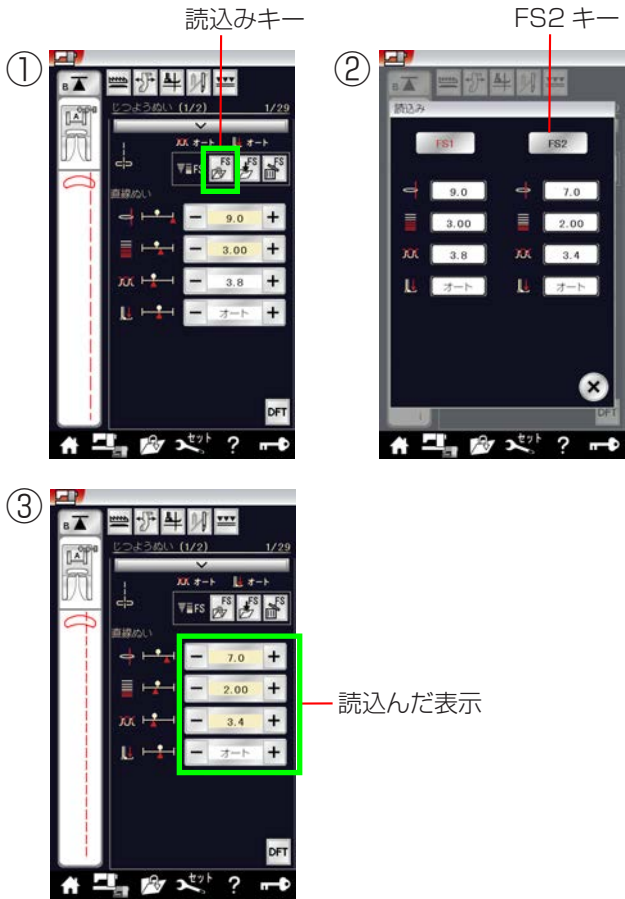 読込みキー
FS2 キー
①
B
じつようぬい (1/2) 1/29
A
オート オート
FS FS FS FS
直線ぬい
− 9.0 +
− 3.00 +
− 3.8 +
− オート +
DFT
セット ?
②
B
読込み
FS1 FS2
9.0 7.0
3.00 2.00
3.8 3.4
オート オート
×
DFT
セット ?
③
B
じつようぬい (1/2) 1/29
A
オート オート
FS FS FS FS
直線ぬい
− 7.0 +
− 2.00 +
− 3.4 +
− オート +
読込んだ表示
DFT
セット ?